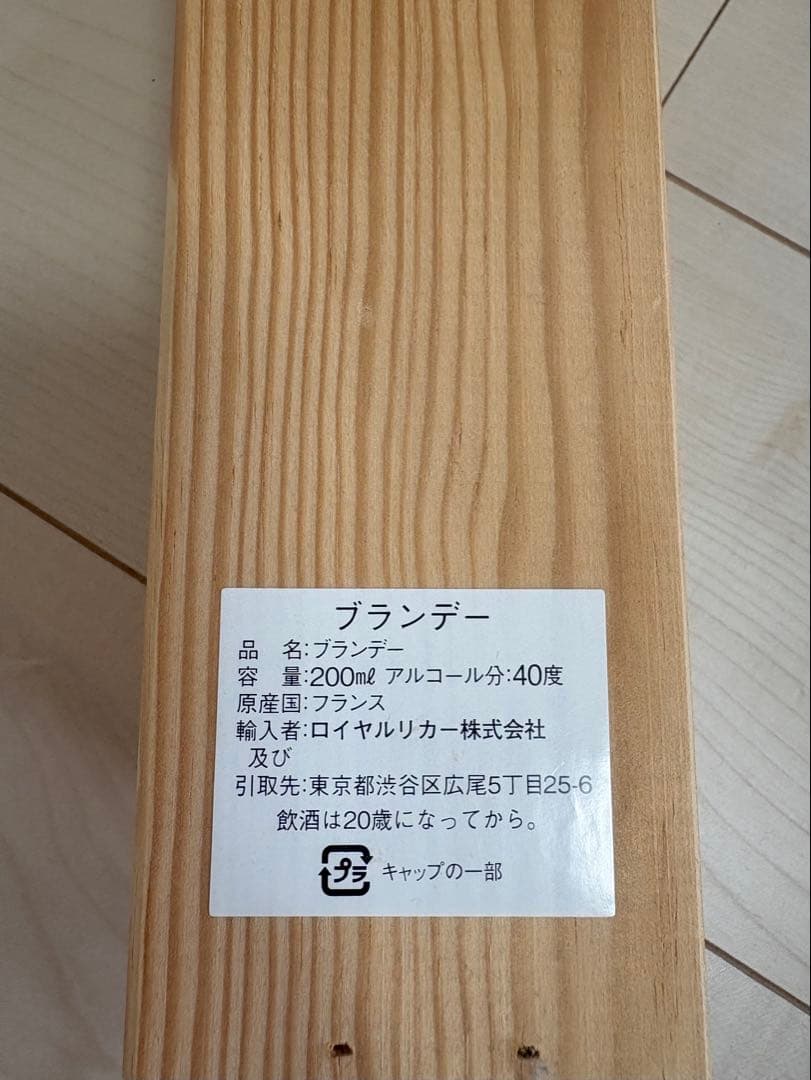 ブランデー
品　名:ブランデー
容　量:200㎖ アルコール分:40度
原産国:フランス
輸入者:ロイヤルリカー株式会社
及び
引取先:東京都渋谷区広尾5丁目25-6
飲酒は20歳になってから。
プラ キャップの一部